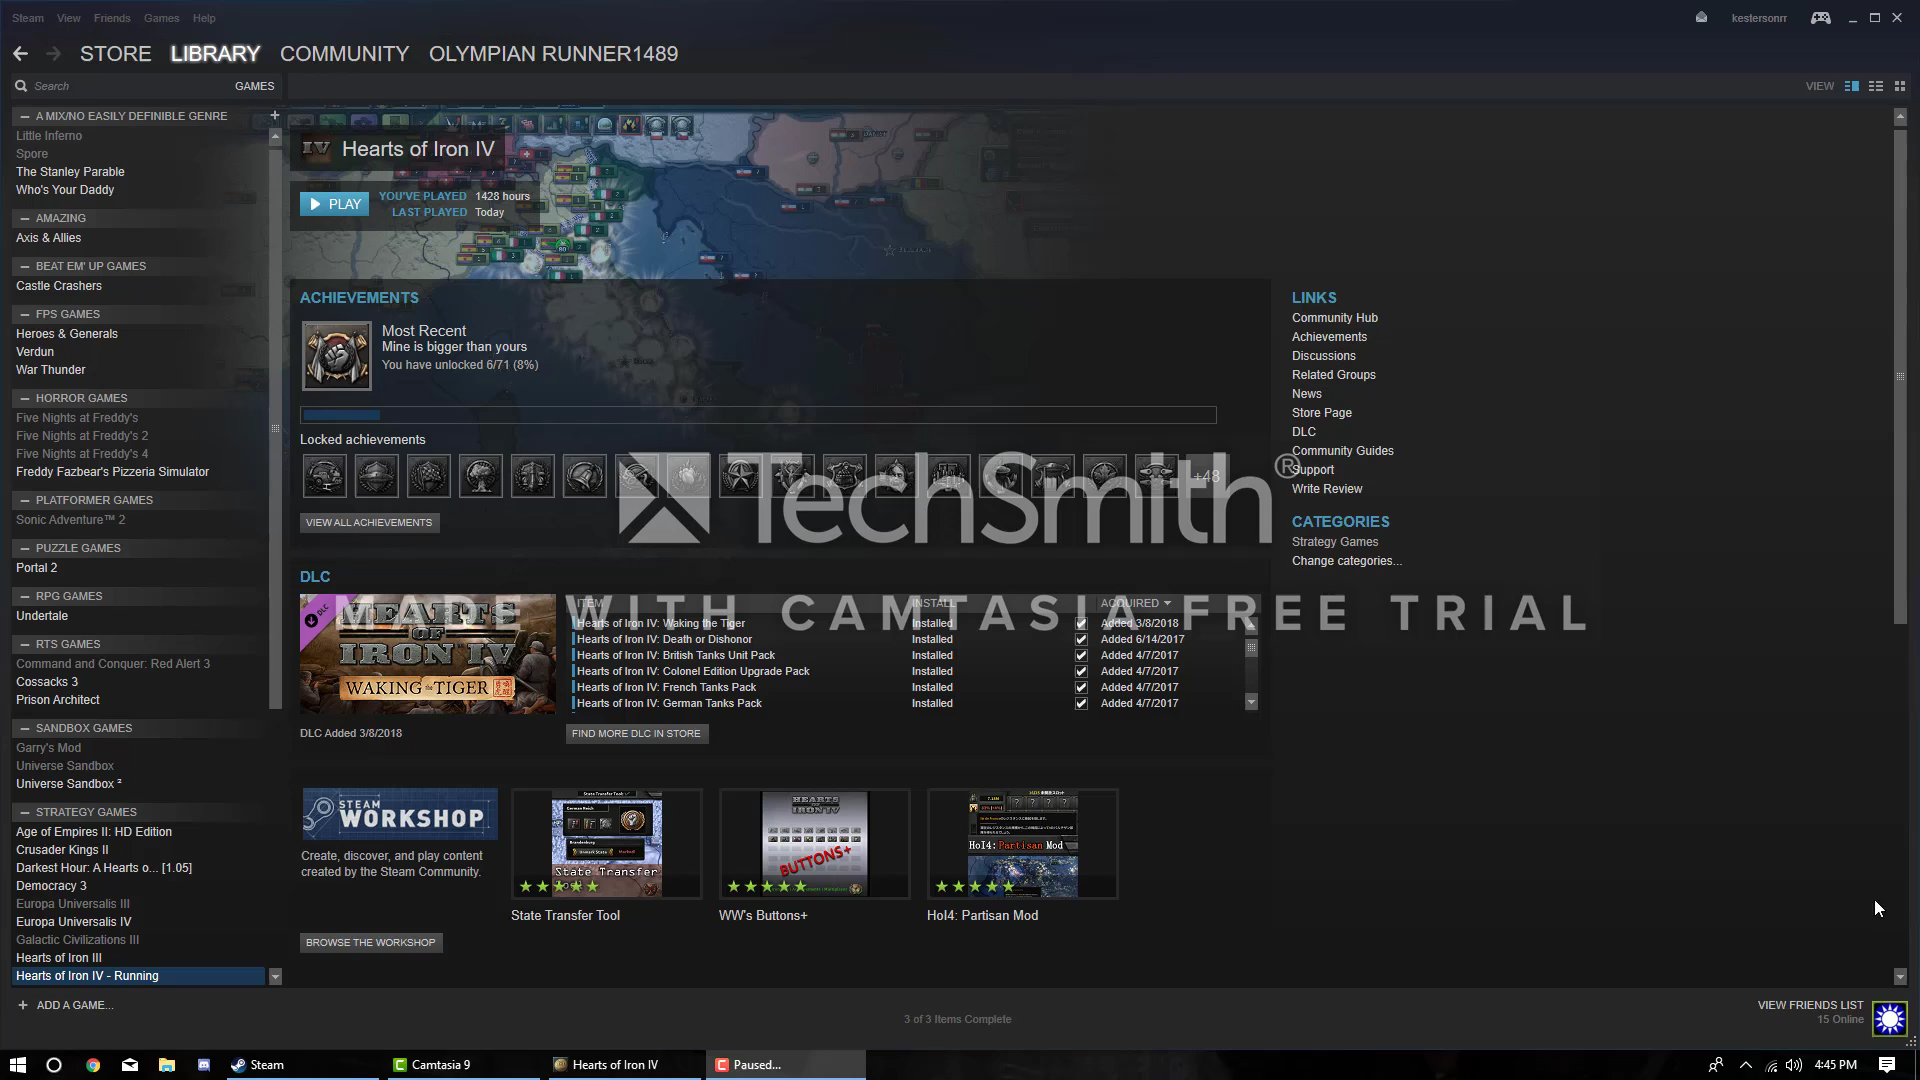 Steam View Friends Games Help
kestersonrr
STORE LIBRARY COMMUNITY OLYMPIAN RUNNER1489
Search GAMES
VIEW
A MIX/NO EASILY DEFINIBLE GENRE
Little Inferno
Spore
The Stanley Parable
Who's Your Daddy
AMAZING
Axis & Allies
BEAT EM' UP GAMES
Castle Crashers
FPS GAMES
Heroes & Generals
Verdun
War Thunder
HORROR GAMES
Five Nights at Freddy's
Five Nights at Freddy's 2
Five Nights at Freddy's 4
Freddy Fazbear's Pizzeria Simulator
PLATFORMER GAMES
Sonic Adventure™ 2
PUZZLE GAMES
Portal 2
RPG GAMES
Undertale
RTS GAMES
Command and Conquer: Red Alert 3
Cossacks 3
Prison Architect
SANDBOX GAMES
Garry's Mod
Universe Sandbox
Universe Sandbox ²
STRATEGY GAMES
Age of Empires II: HD Edition
Crusader Kings II
Darkest Hour: A Hearts o... [1.05]
Democracy 3
Europa Universalis III
Europa Universalis IV
Galactic Civilizations III
Hearts of Iron III
Hearts of Iron IV - Running
+ ADD A GAME...
IV Hearts of Iron IV
PLAY
YOU'VE PLAYED 1428 hours
LAST PLAYED Today
ACHIEVEMENTS
Most Recent
Mine is bigger than yours
You have unlocked 6/71 (8%)
Locked achievements
+48
VIEW ALL ACHIEVEMENTS
TechSmith®
MADE WITH CAMTASIA FREE TRIAL
DLC
DLC
HEARTS
OF
IRON IV
WAKING THE TIGER
DLC Added 3/8/2018
ITEM INSTALL ACQUIRED
Hearts of Iron IV: Waking the Tiger Installed Added 3/8/2018
Hearts of Iron IV: Death or Dishonor Installed Added 6/14/2017
Hearts of Iron IV: British Tanks Unit Pack Installed Added 4/7/2017
Hearts of Iron IV: Colonel Edition Upgrade Pack Installed Added 4/7/2017
Hearts of Iron IV: French Tanks Pack Installed Added 4/7/2017
Hearts of Iron IV: German Tanks Pack Installed Added 4/7/2017
FIND MORE DLC IN STORE
STEAM
WORKSHOP
Create, discover, and play content
created by the Steam Community.
BROWSE THE WORKSHOP
State Transfer Tool
German Reich
Brandenburg
State Transfer
State Transfer Tool
HEARTS
IRON IV
BUTTONS+
WW's Buttons+
HoI4: Partisan Mod
HoI4: Partisan Mod
LINKS
Community Hub
Achievements
Discussions
Related Groups
News
Store Page
DLC
Community Guides
Support
Write Review
CATEGORIES
Strategy Games
Change categories...
3 of 3 Items Complete
VIEW FRIENDS LIST
15 Online
Steam
Camtasia 9
Hearts of Iron IV
Paused...
4:45 PM